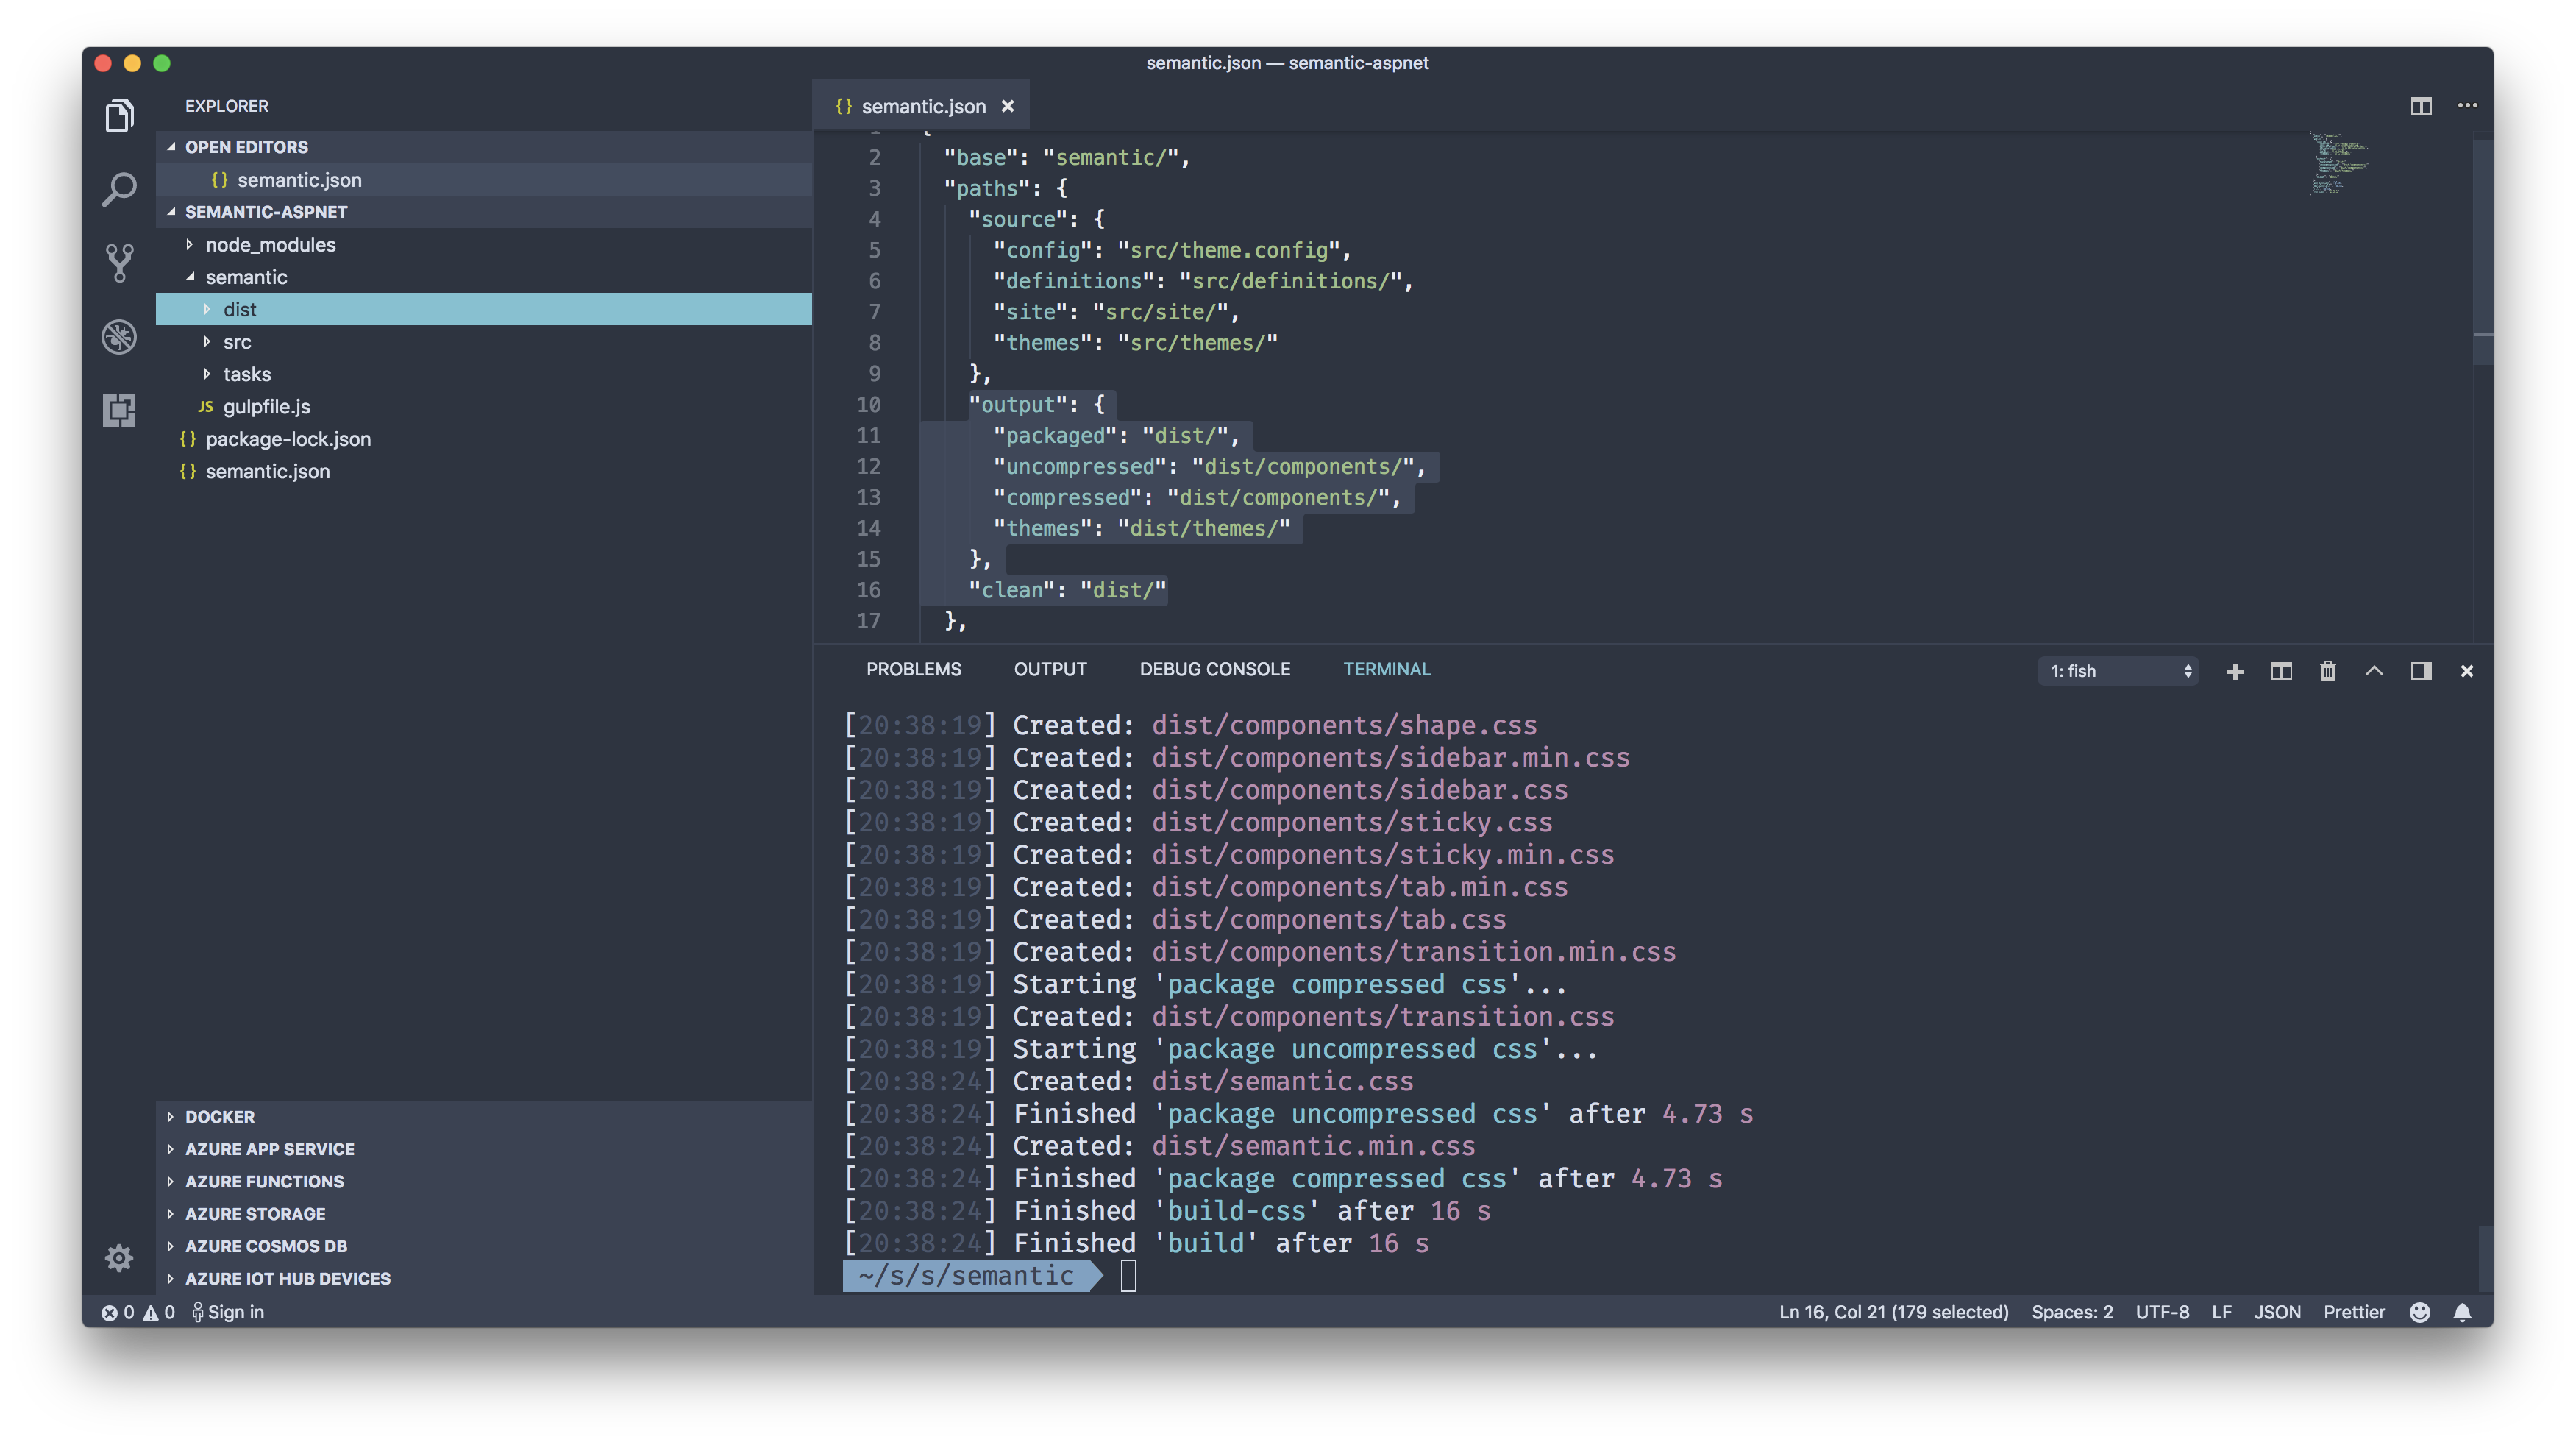 semantic.json — semantic-aspnet
EXPLORER
OPEN EDITORS
{} semantic.json
SEMANTIC-ASPNET
node_modules
semantic
dist
src
tasks
JS gulpfile.js
{} package-lock.json
{} semantic.json
DOCKER
AZURE APP SERVICE
AZURE FUNCTIONS
AZURE STORAGE
AZURE COSMOS DB
AZURE IOT HUB DEVICES
{} semantic.json ×
1 {
2 "base": "semantic/",
3 "paths": {
4 "source": {
5 "config": "src/theme.config",
6 "definitions": "src/definitions/",
7 "site": "src/site/",
8 "themes": "src/themes/"
9 },
10 "output": {
11 "packaged": "dist/",
12 "uncompressed": "dist/components/",
13 "compressed": "dist/components/",
14 "themes": "dist/themes/"
15 },
16 "clean": "dist/"
17 },
PROBLEMS OUTPUT DEBUG CONSOLE TERMINAL 1: fish
[20:38:19] Created: dist/components/shape.css
[20:38:19] Created: dist/components/sidebar.min.css
[20:38:19] Created: dist/components/sidebar.css
[20:38:19] Created: dist/components/sticky.css
[20:38:19] Created: dist/components/sticky.min.css
[20:38:19] Created: dist/components/tab.min.css
[20:38:19] Created: dist/components/tab.css
[20:38:19] Created: dist/components/transition.min.css
[20:38:19] Starting 'package compressed css'...
[20:38:19] Created: dist/components/transition.css
[20:38:19] Starting 'package uncompressed css'...
[20:38:24] Created: dist/semantic.css
[20:38:24] Finished 'package uncompressed css' after 4.73 s
[20:38:24] Created: dist/semantic.min.css
[20:38:24] Finished 'package compressed css' after 4.73 s
[20:38:24] Finished 'build-css' after 16 s
[20:38:24] Finished 'build' after 16 s
~/s/s/semantic
0 0 Sign in Ln 16, Col 21 (179 selected) Spaces: 2 UTF-8 LF JSON Prettier